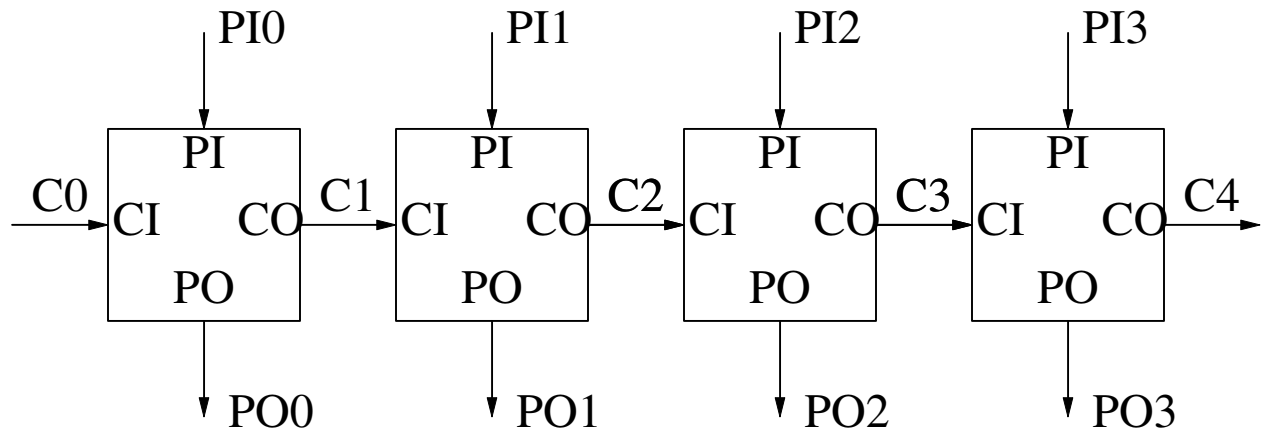 PI0 PI1 PI2 PI3
PI PI PI PI
C0 C1 C2 C3 C4
CI CO CI CO CI CO CI CO
PO PO PO PO
PO0 PO1 PO2 PO3